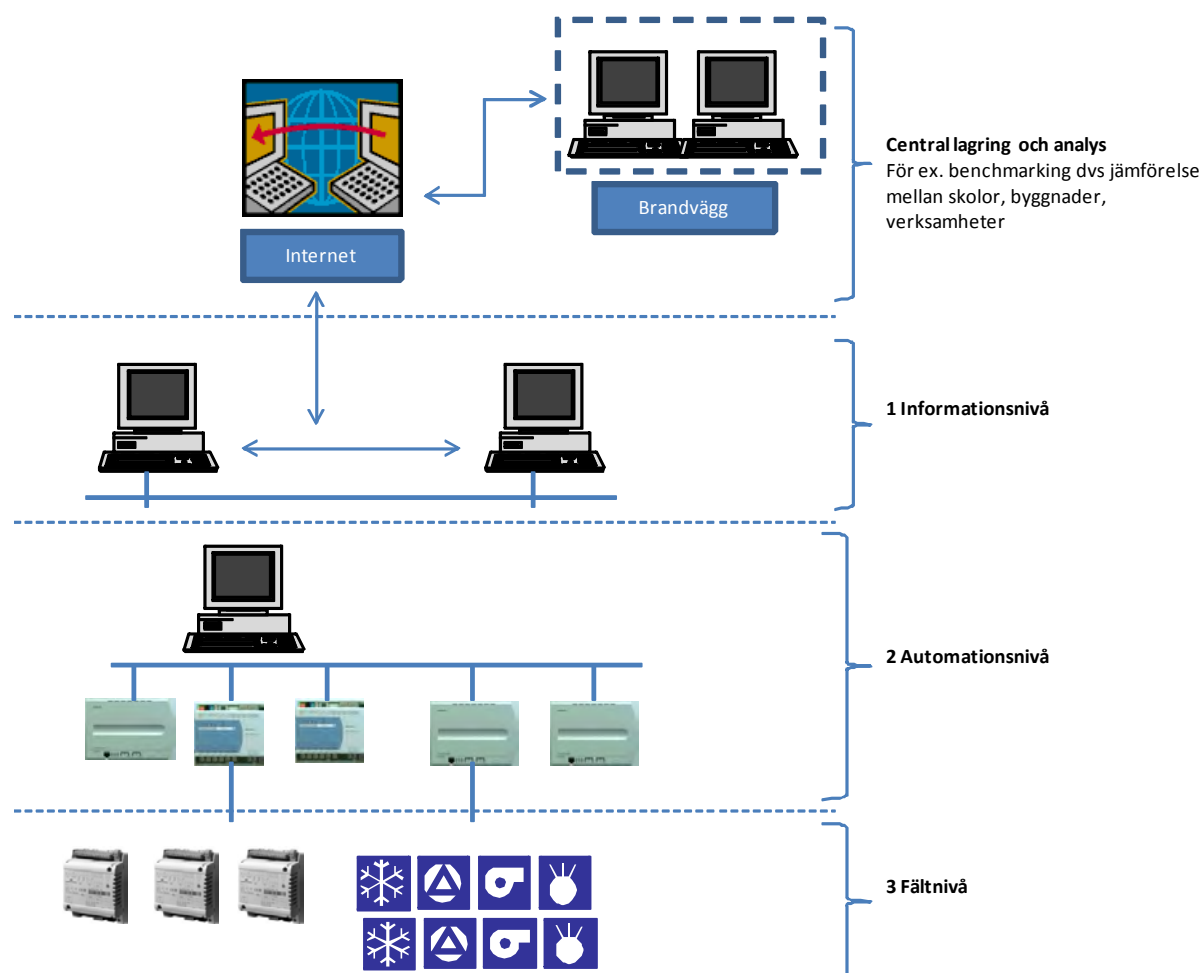 Central lagring och analys
För ex. benchmarking dvs jämförelse
mellan skolor, byggnader,
verksamheter
Brandvägg
Internet
1 Informationsnivå
2 Automationsnivå
3 Fältnivå